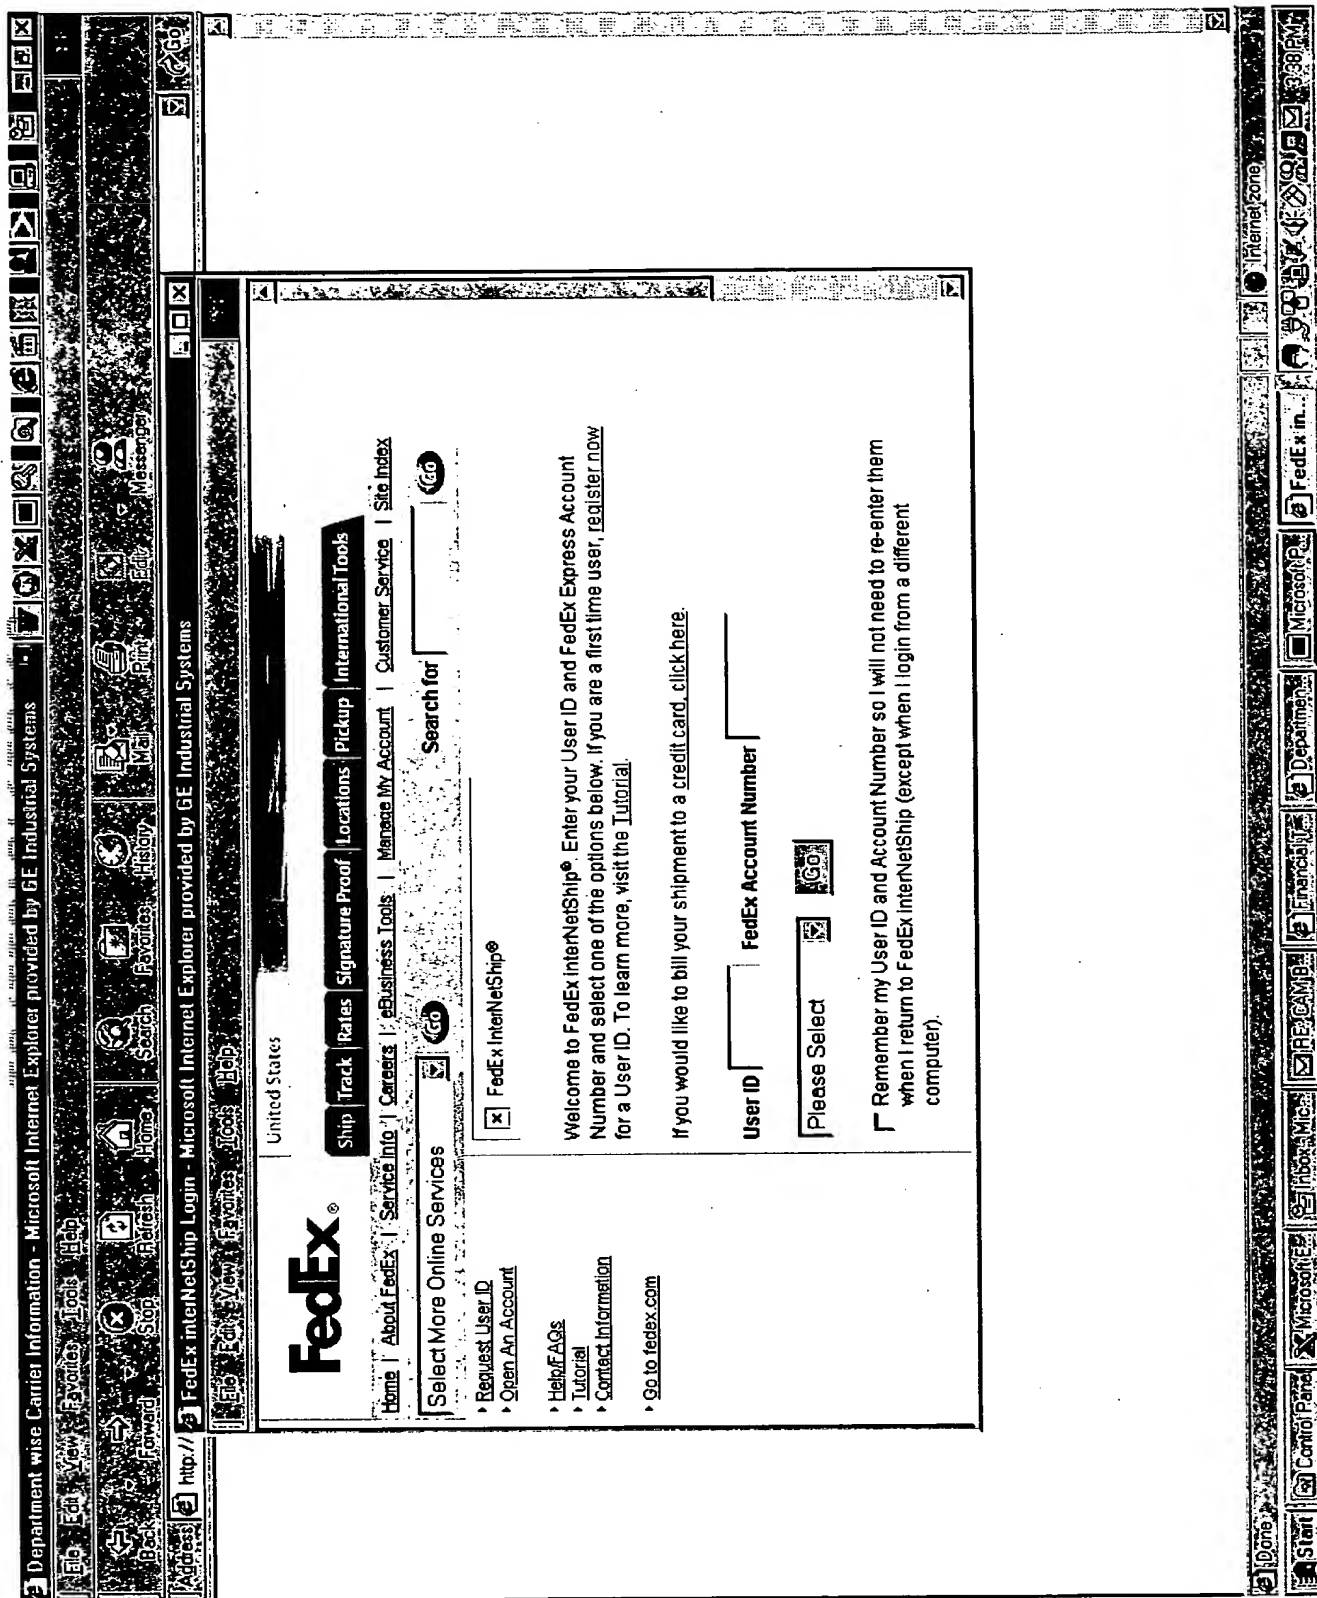 Department wise Carrier Information - Microsoft Internet Explorer provided by GE Industrial Systems
File Edit View Favorites Tools Help
Back Forward Stop Refresh Home Search Favorites History Mail Print Edit Messenger
Address http:// Go
FedEx interNetShip Login - Microsoft Internet Explorer provided by GE Industrial Systems
File Edit View Favorites Tools Help
FedEx® United States
Ship Track Rates Signature Proof Locations Pickup International Tools
Home | About FedEx | Service Info | Careers | eBusiness Tools | Manage My Account | Customer Service | Site Index
Select More Online Services Go Search for Go
Request User ID
Open An Account
Help/FAQs
Tutorial
Contact Information
Go to fedex.com
FedEx InterNetShip®
Welcome to FedEx interNetShip®. Enter your User ID and FedEx Express Account
Number and select one of the options below. If you are a first time user, register now
for a User ID. To learn more, visit the Tutorial.
If you would like to bill your shipment to a credit card, click here.
User ID FedEx Account Number
Please Select Go
Remember my User ID and Account Number so I will not need to re-enter them
when I return to FedEx interNetShip (except when I login from a different
computer).
Done Internet zone
Start Control Panel Microsoft E... Inbox - Micr... RE: CAM B... Financial... Department... Microsoft P... FedEx in... 3:38 PM